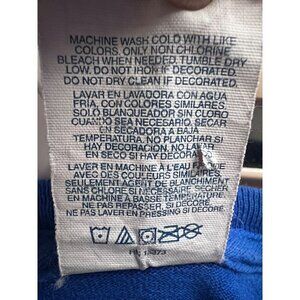 MACHINE WASH COLD WITH LIKE
COLORS. ONLY NON CHLORINE
BLEACH WHEN NEEDED. TUMBLE DRY
LOW. DO NOT IRON IF DECORATED.
DO NOT DRY CLEAN IF DECORATED.
LAVAR EN LAVADORA CON AGUA
FRIA, CON COLORES SIMILARES.
SOLO BLANQUEADOR SIN CLORO
CUANDO SEA NECESARIO. SECAR
EN SECADORA A BAJA
TEMPERATURA. NO PLANCHAR SI
HAY DECORACION. NO LAVAR
EN SECO SI HAY DECORADO.
LAVER EN MACHINE À L'EAU FROIDE
AVEC DES COULEURS SIMILAIRES.
SEULEMENT AGENT DE BLANCHIMENT
SANS CHLORE SI NECESSAIRE. SÉCHER
EN MACHINE A BASSE TEMPERATURE.
NE PAS REPASSER, SI DÉCORÉ.
NE PAS LAVER EN PRESSING SI DÉCORÉ.